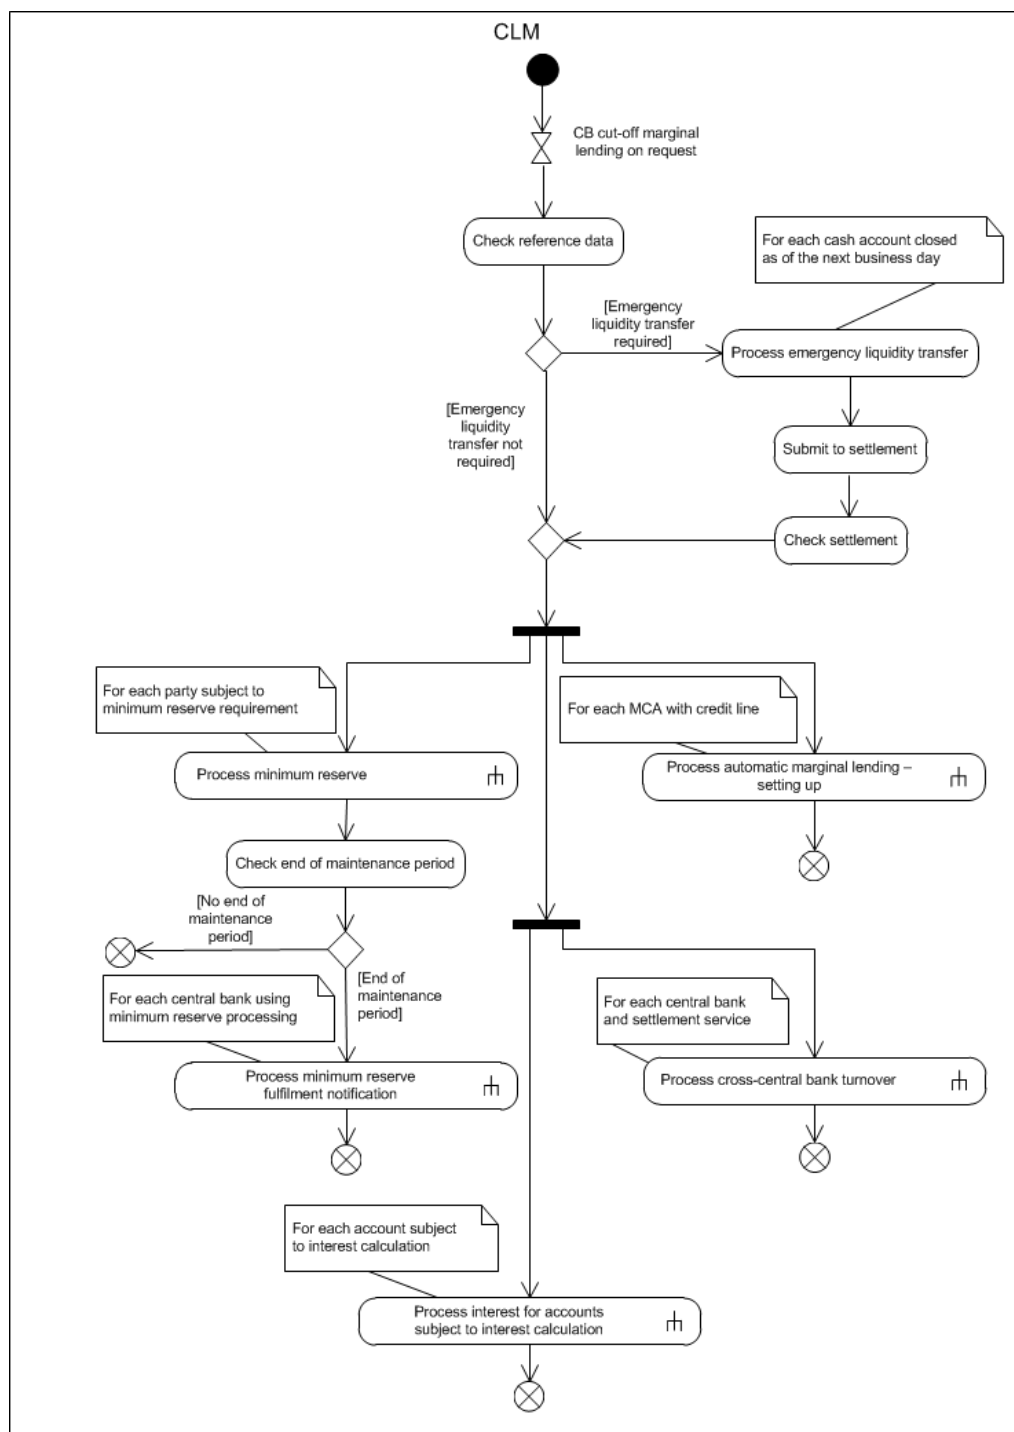 CLM
CB cut-off marginal
lending on request
Check reference data
For each cash account closed
as of the next business day
[Emergency
liquidity transfer
required]
Process emergency liquidity transfer
[Emergency
liquidity
transfer not
required]
Submit to settlement
Check settlement
For each party subject to
minimum reserve requirement
For each MCA with credit line
Process minimum reserve
Process automatic marginal lending –
setting up
Check end of maintenance period
[No end of
maintenance
period]
[End of
maintenance
period]
For each central bank using
minimum reserve processing
For each central bank
and settlement service
Process minimum reserve
fulfilment notification
Process cross-central bank turnover
For each account subject
to interest calculation
Process interest for accounts
subject to interest calculation